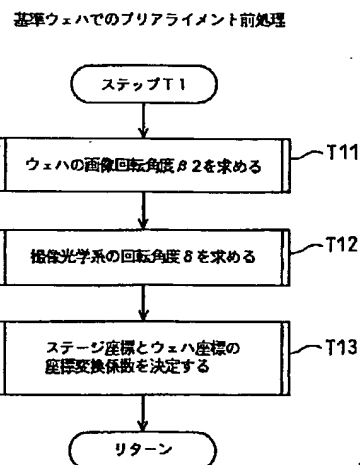 基準ウェハでのプリアライメント前処理
ステップT1
ウェハの画像回転角度β2を求める
T11
撮像光学系の回転角度δを求める
T12
ステージ座標とウェハ座標の
座標変換係数を決定する
T13
リターン